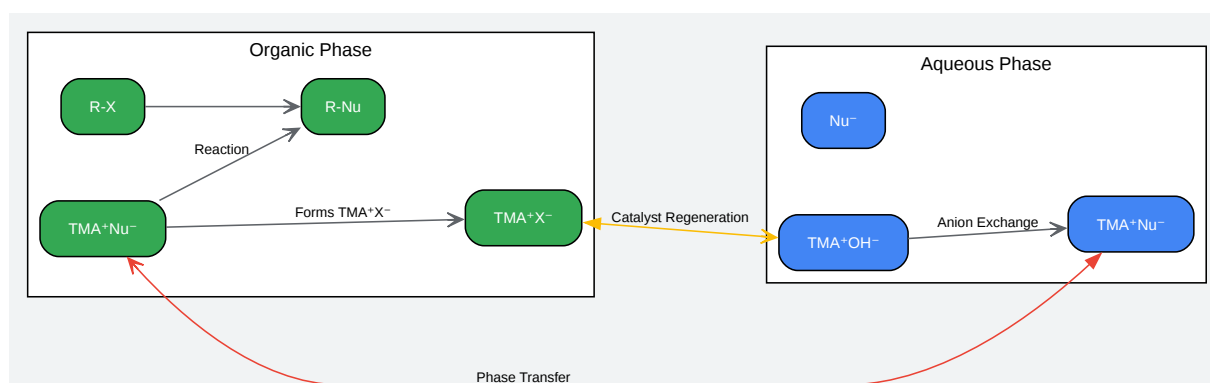 Organic Phase
R-X
R-Nu
Reaction
TMA⁺Nu⁻
Forms TMA⁺X⁻
TMA⁺X⁻
Catalyst Regeneration
Aqueous Phase
Nu⁻
TMA⁺OH⁻
Anion Exchange
TMA⁺Nu⁻
Phase Transfer